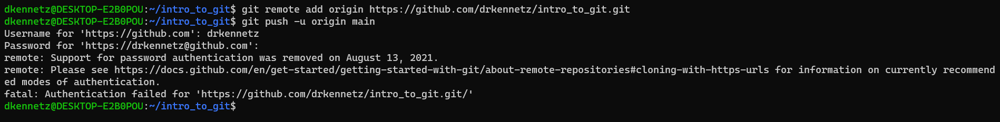 dkennetz@DESKTOP-E2B0POU:~/intro_to_git$ git remote add origin https://github.com/drkennetz/intro_to_git.git
dkennetz@DESKTOP-E2B0POU:~/intro_to_git$ git push -u origin main
Username for 'https://github.com': drkennetz
Password for 'https://drkennetz@github.com':
remote: Support for password authentication was removed on August 13, 2021.
remote: Please see https://docs.github.com/en/get-started/getting-started-with-git/about-remote-repositories#cloning-with-https-urls for information on currently recommend
ed modes of authentication.
fatal: Authentication failed for 'https://github.com/drkennetz/intro_to_git.git/'
dkennetz@DESKTOP-E2B0POU:~/intro_to_git$